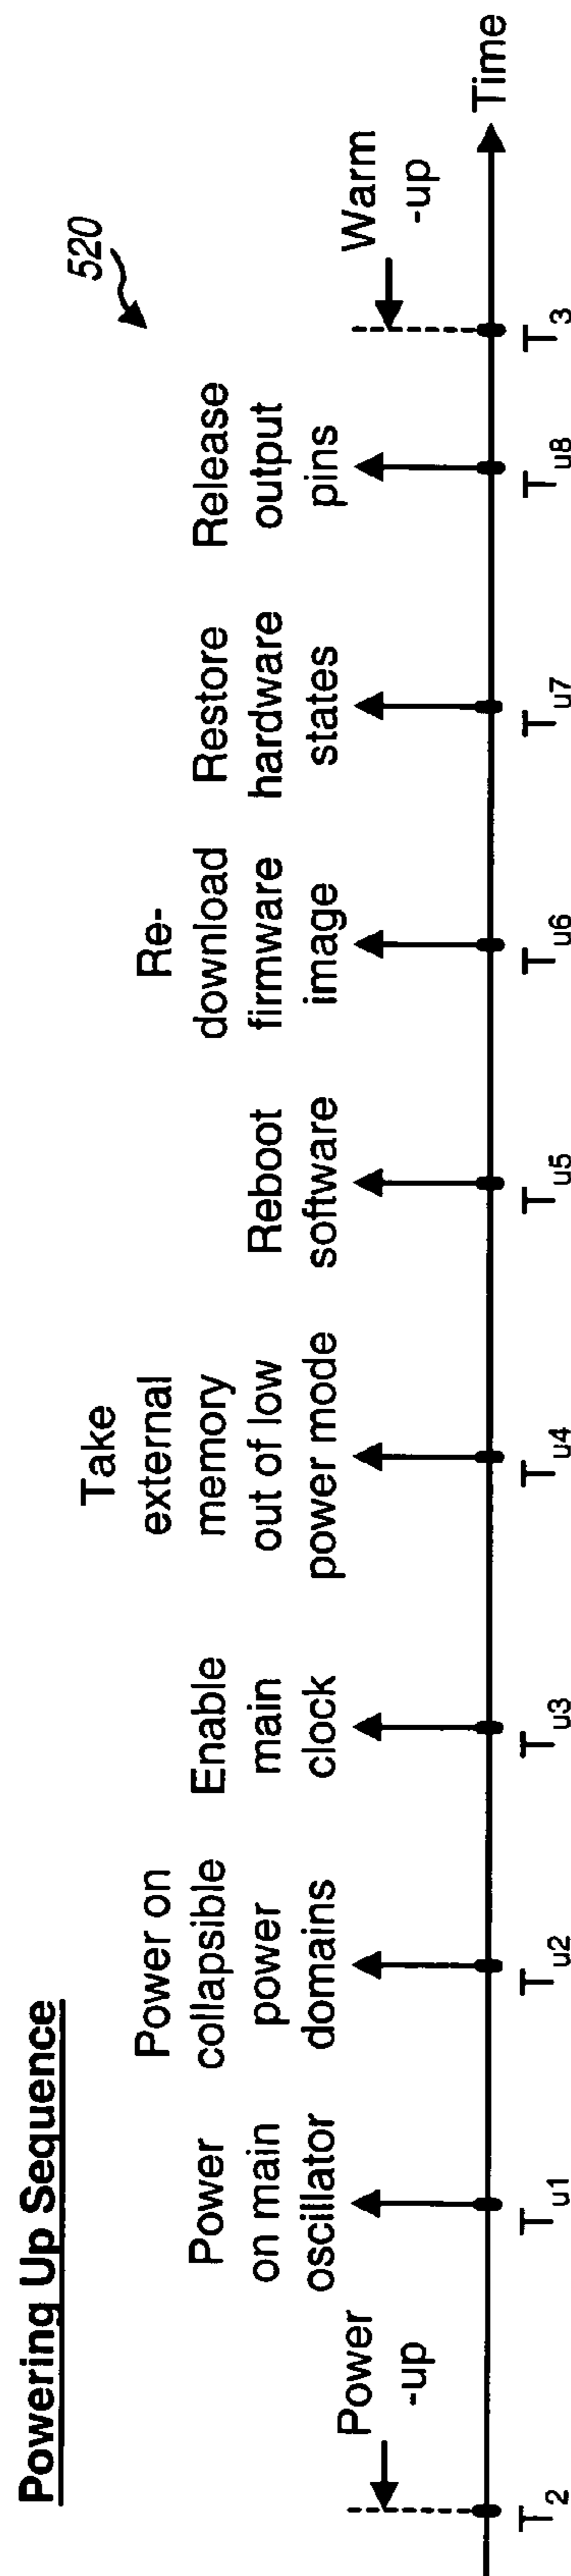 Powering Up Sequence
520
Power
-up
Power
on main
oscillator
Power on
collapsible
power
domains
Enable
main
clock
Take
external
memory
out of low
power mode
Reboot
software
Re-
download
firmware
image
Restore
hardware
states
Release
output
pins
Warm
-up
Time
T2
Tu1
Tu2
Tu3
Tu4
Tu5
Tu6
Tu7
Tu8
T3